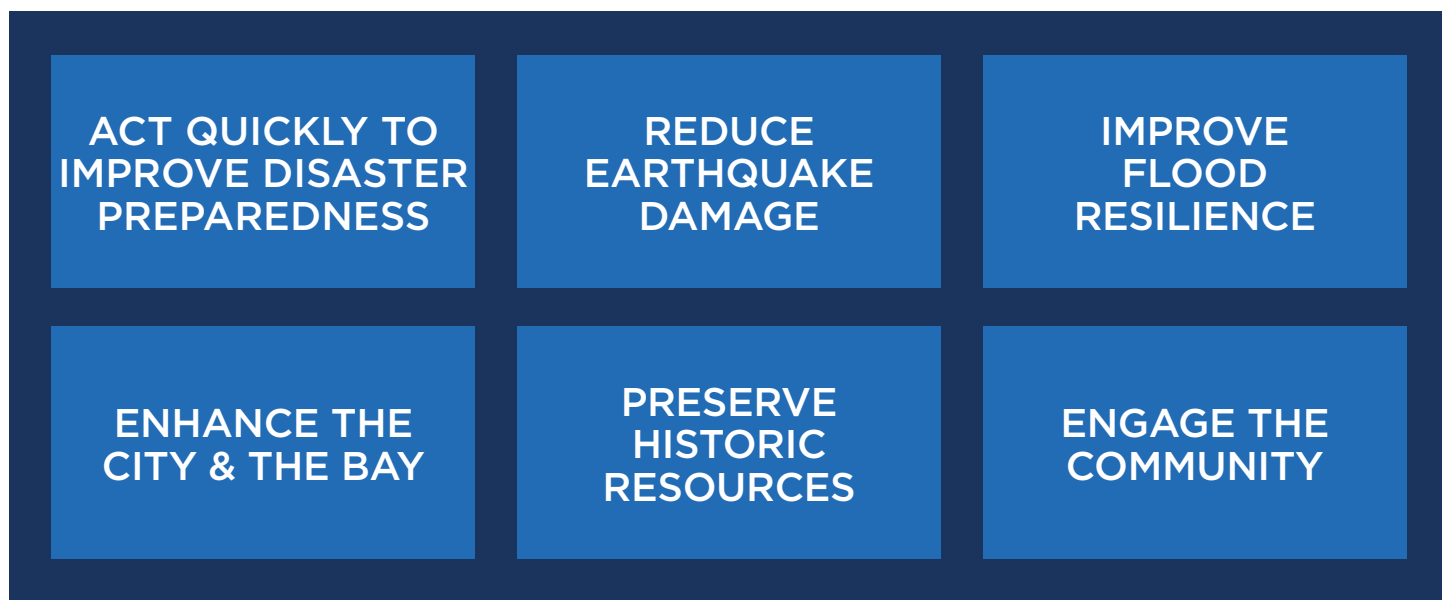 ACT QUICKLY TO
IMPROVE DISASTER
PREPAREDNESS
REDUCE
EARTHQUAKE
DAMAGE
IMPROVE
FLOOD
RESILIENCE
ENHANCE THE
CITY & THE BAY
PRESERVE
HISTORIC
RESOURCES
ENGAGE THE
COMMUNITY